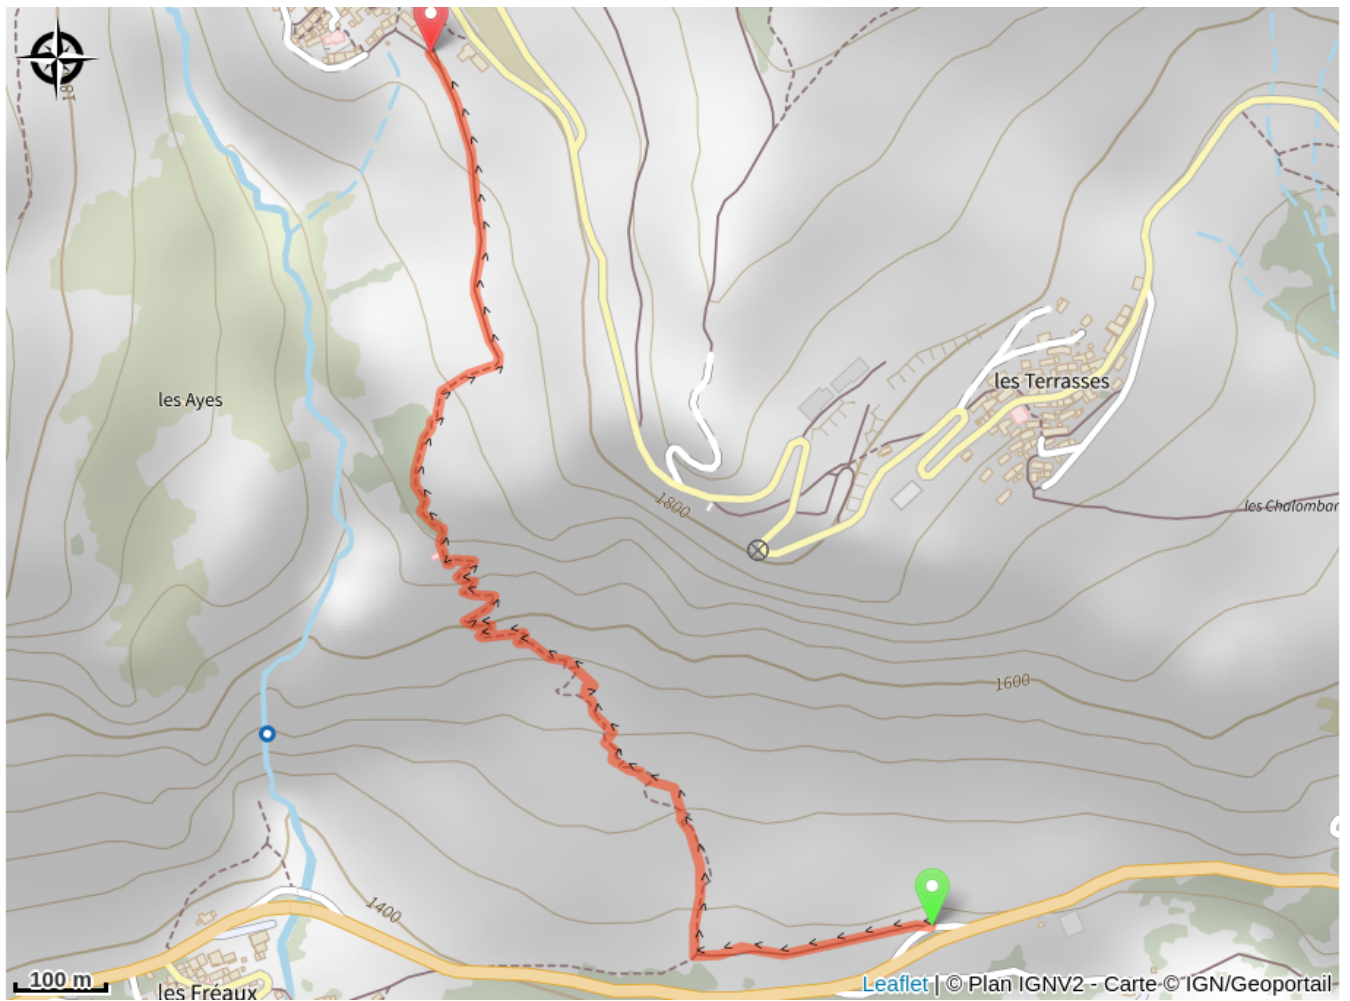 les Ayes
les Terrasses
1800
les Chalombar
1600
1400
100 m
les Fréaux
Leaflet | © Plan IGNV2 - Carte © IGN/Geoportail